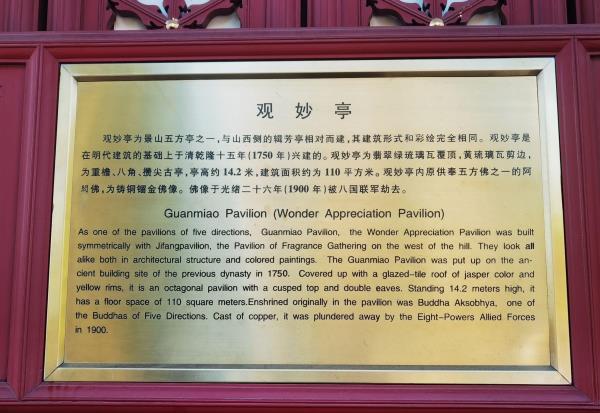 观妙亭
观妙亭为景山五方亭之一，与山西侧的辑芳亭相对而建，其建筑形式和彩绘完全相同。观妙亭是
在明代建筑的基础上于清乾隆十五年(1750年)兴建的。观妙亭为翡翠绿琉璃瓦覆顶，黄琉璃瓦剪边，
为重檐、八角、攒尖古亭，亭高约14.2米，建筑面积约为110平方米。观妙亭内原供奉五方佛之一的阿
閦佛，为铸铜镏金佛像。佛像于光绪二十六年(1900年)被八国联军劫去。
Guanmiao Pavilion (Wonder Appreciation Pavilion)
As one of the pavilions of five directions, Guanmiao Pavilion, the Wonder Appreciation Pavilion was built
symmetrically with Jifangpavilion, the Pavilion of Fragrance Gathering on the west of the hill. They look all
alike both in architectural structure and colored paintings. The Guanmiao Pavilion was put up on the an-
cient building site of the previous dynasty in 1750. Covered up with a glazed-tile roof of jasper color and
yellow rims, it is an octagonal pavilion with a cusped top and double eaves. Standing 14.2 meters high, it
has a floor space of 110 square meters.Enshrined originally in the pavilion was Buddha Aksobhya, one of
the Buddhas of Five Directions. Cast of copper, it was plundered away by the Eight-Powers Allied Forces
in 1900.